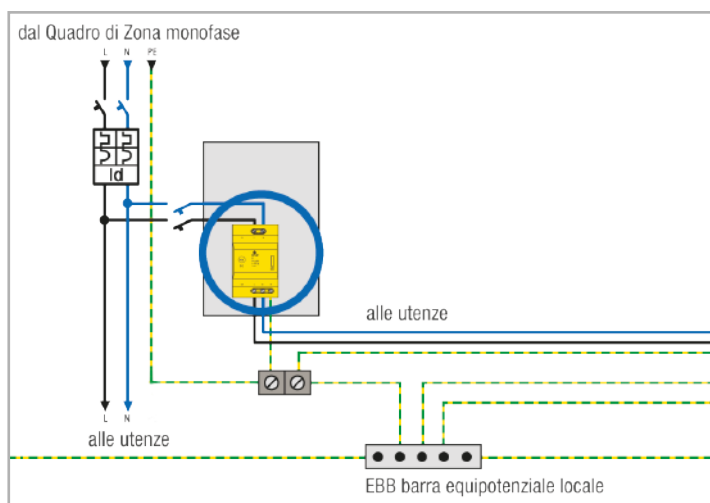 dal Quadro di Zona monofase
L N PE
Id
alle utenze
L N
alle utenze
EBB barra equipotenziale locale